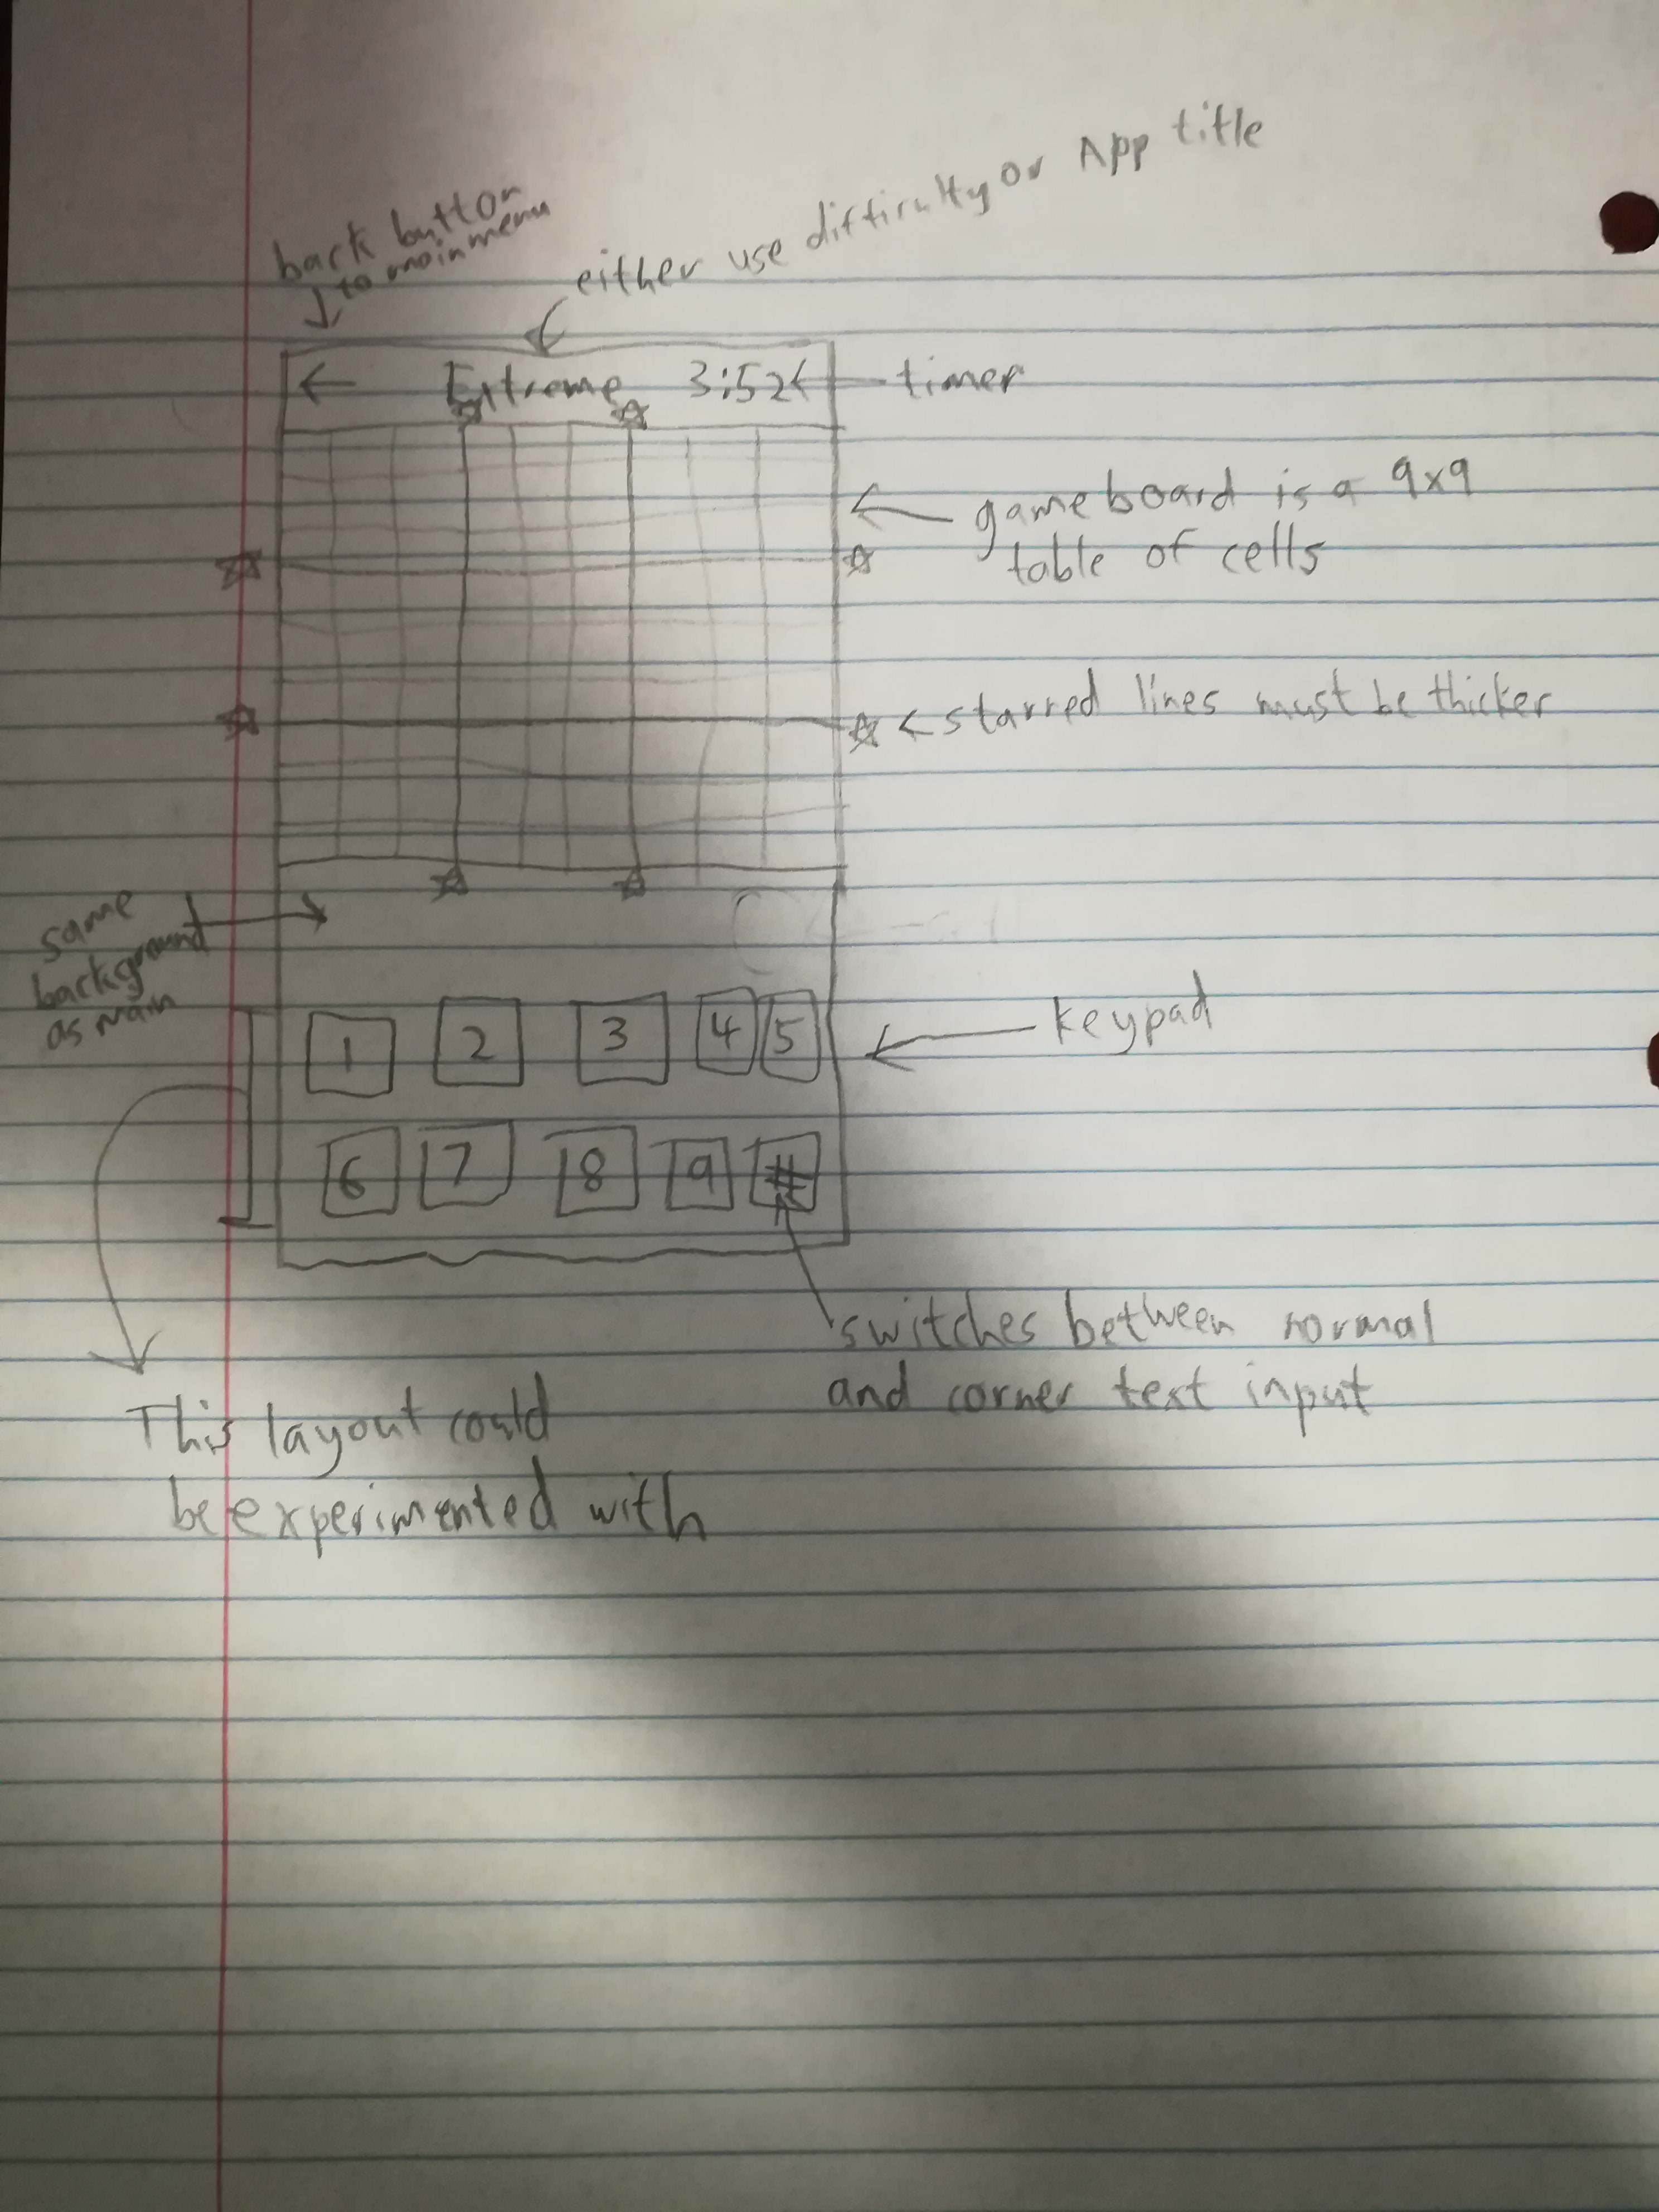 back button
to main menu
either use difficulty or App title
← Extreme 3:52
timer
gameboard is a 9x9
table of cells
starred lines must be thicker
same
background
as main
1 2 3 4 5
keypad
6 7 8 9 #
switches between normal
and corner text input
This layout could
be experimented with